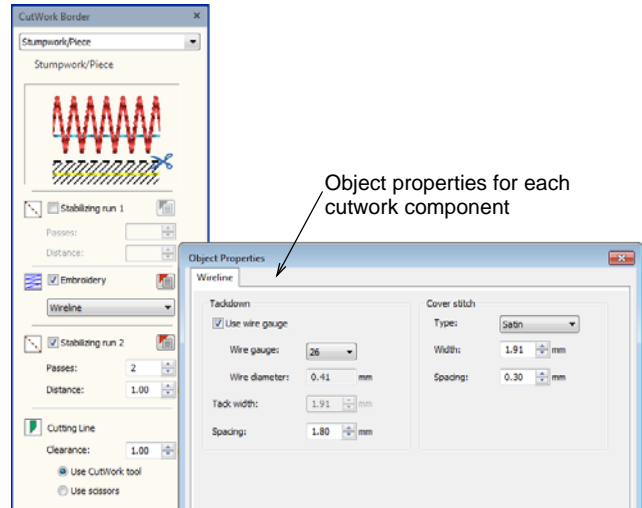 CutWork Border
Stumpwork/Piece
Stumpwork/Piece
Object properties for each
cutwork component
Stabilizing run 1
Passes:
Distance:
Embroidery
Wireline
Stabilizing run 2
Passes: 2
Distance: 1.00
Cutting Line
Clearance: 1.00
Use CutWork tool
Use scissors
Object Properties
Wireline
Tackdown
Use wire gauge
Wire gauge: 26
Wire diameter: 0.41 mm
Tack width: 1.91 mm
Spacing: 1.80 mm
Cover stitch
Type: Satin
Width: 1.91 mm
Spacing: 0.30 mm